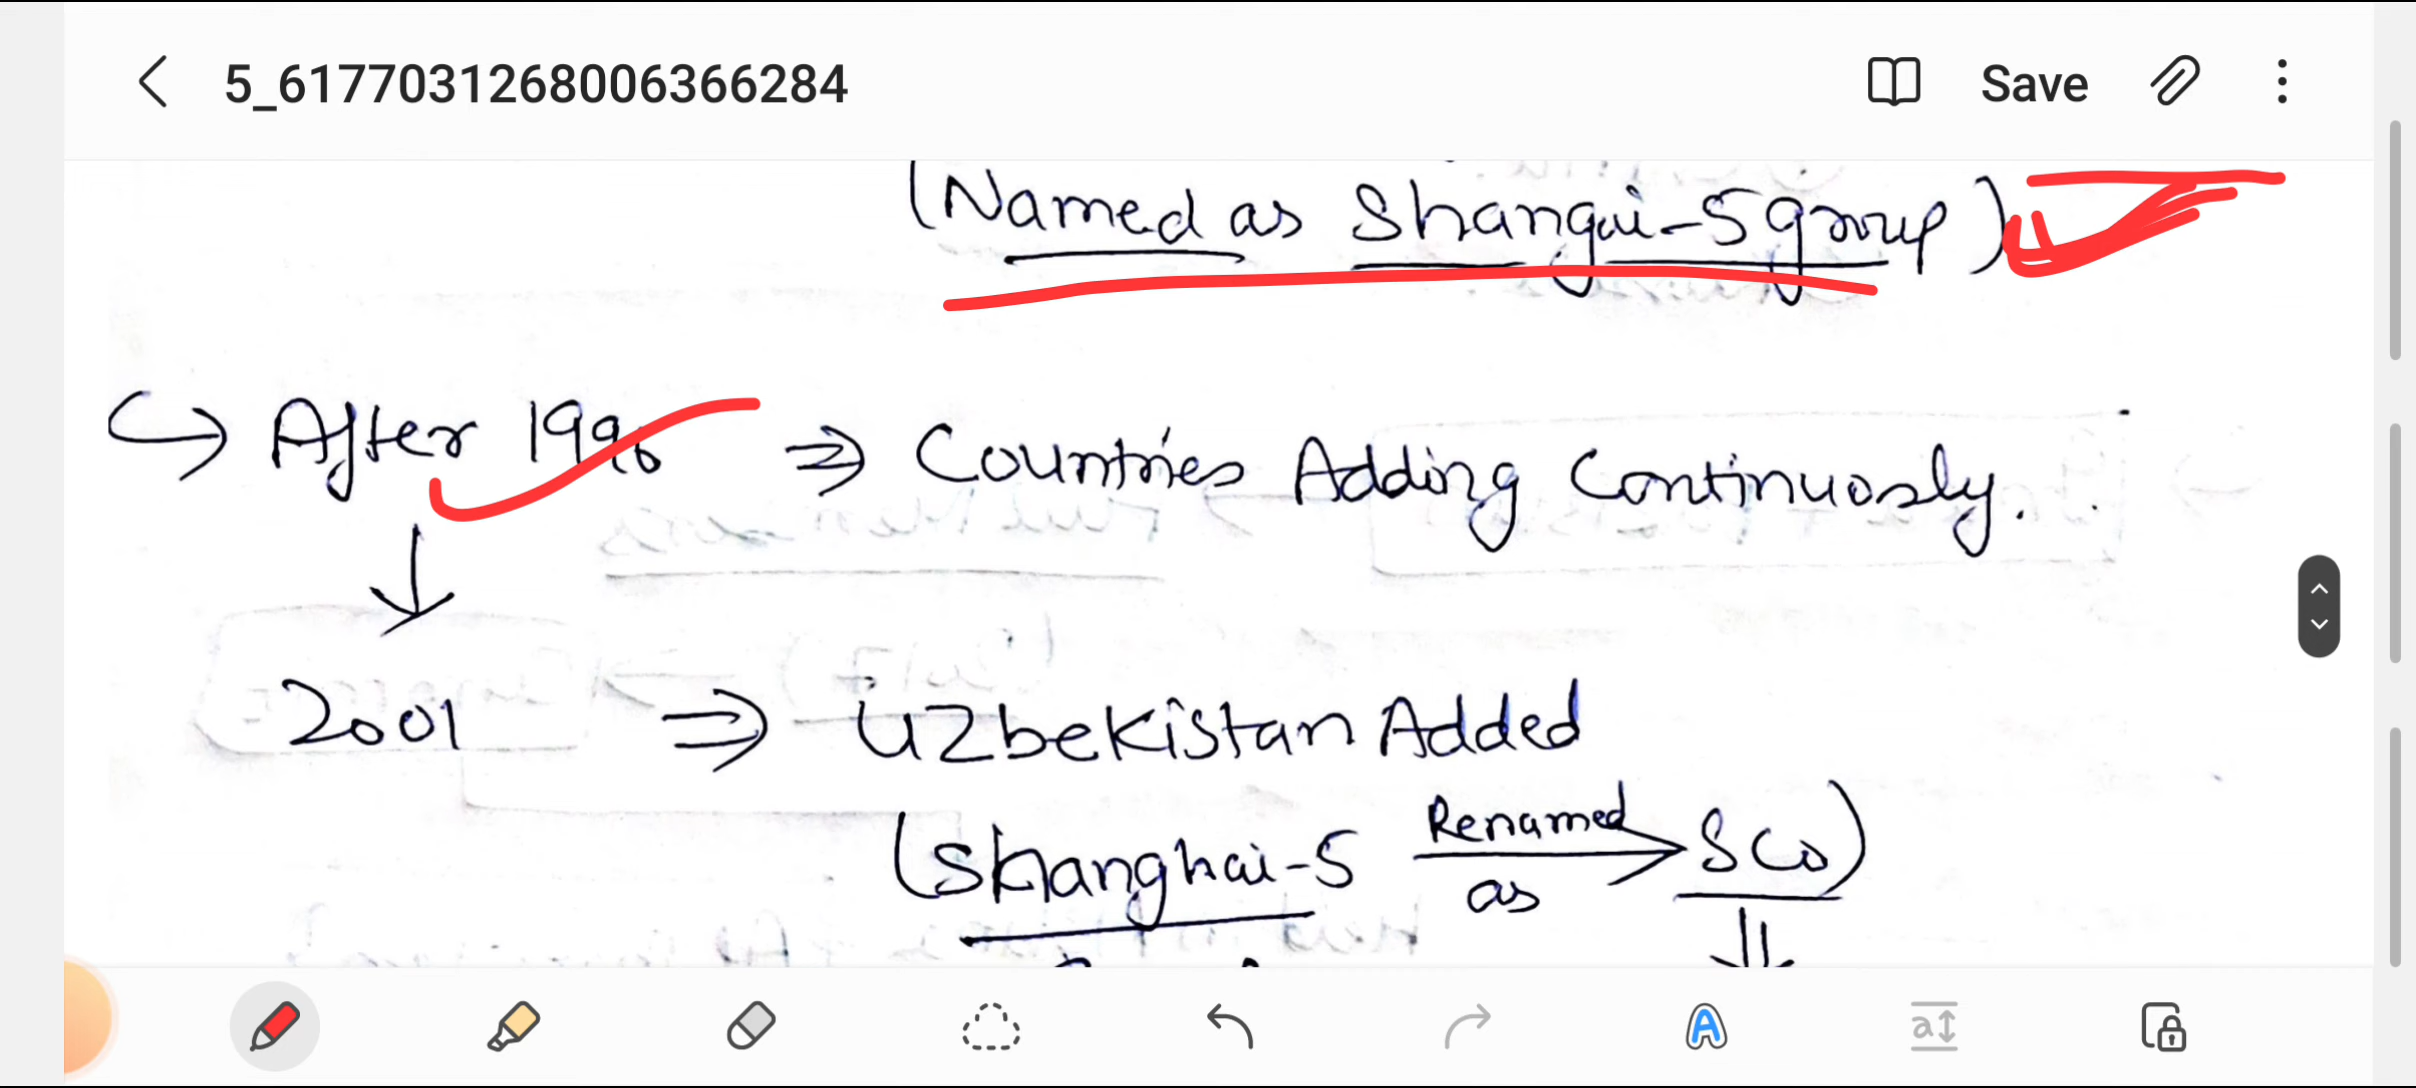 5_6177031268006366284 Save
(Named as Shangai-5 group)
↪ After 1996 ⇒ Countries Adding Continuosly.
↓
2001 ⇒ Uzbekistan Added
(Shanghai-5 Renamed as → SCO)
⇓